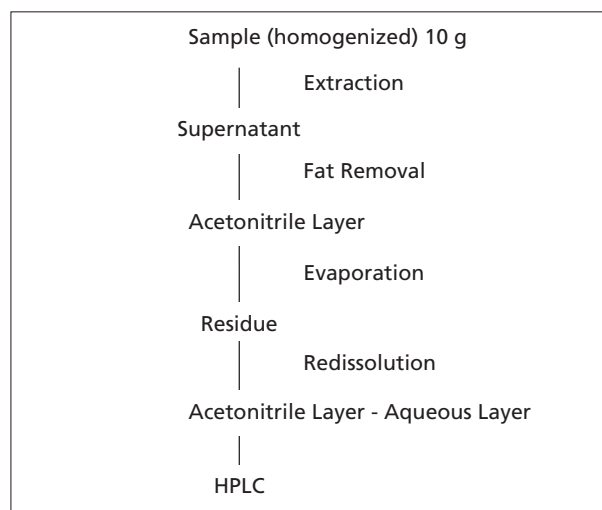 Sample (homogenized) 10 g
Extraction
Supernatant
Fat Removal
Acetonitrile Layer
Evaporation
Residue
Redissolution
Acetonitrile Layer - Aqueous Layer
HPLC